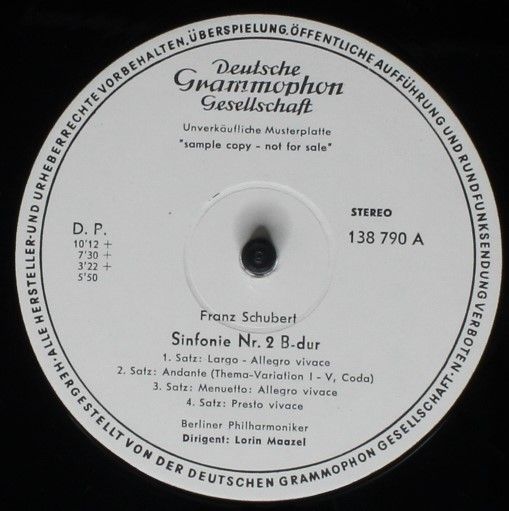 ALLE HERSTELLER- UND URHEBERRECHTE VORBEHALTEN. ÜBERSPIELUNG, ÖFFENTLICHE AUFFÜHRUNG UND RUNDFUNKSENDUNG VERBOTEN.
HERGESTELLT VON DER DEUTSCHEN GRAMMOPHON GESELLSCHAFT.
Deutsche
Grammophon
Gesellschaft
Unverkäufliche Musterplatte
"sample copy - not for sale"
STEREO
138 790 A
D. P.
10'12 +
7'30 +
3'22 +
5'50
Franz Schubert
Sinfonie Nr. 2 B-dur
1. Satz: Largo - Allegro vivace
2. Satz: Andante (Thema-Variation I - V, Coda)
3. Satz: Menuetto: Allegro vivace
4. Satz: Presto vivace
Berliner Philharmoniker
Dirigent: Lorin Maazel